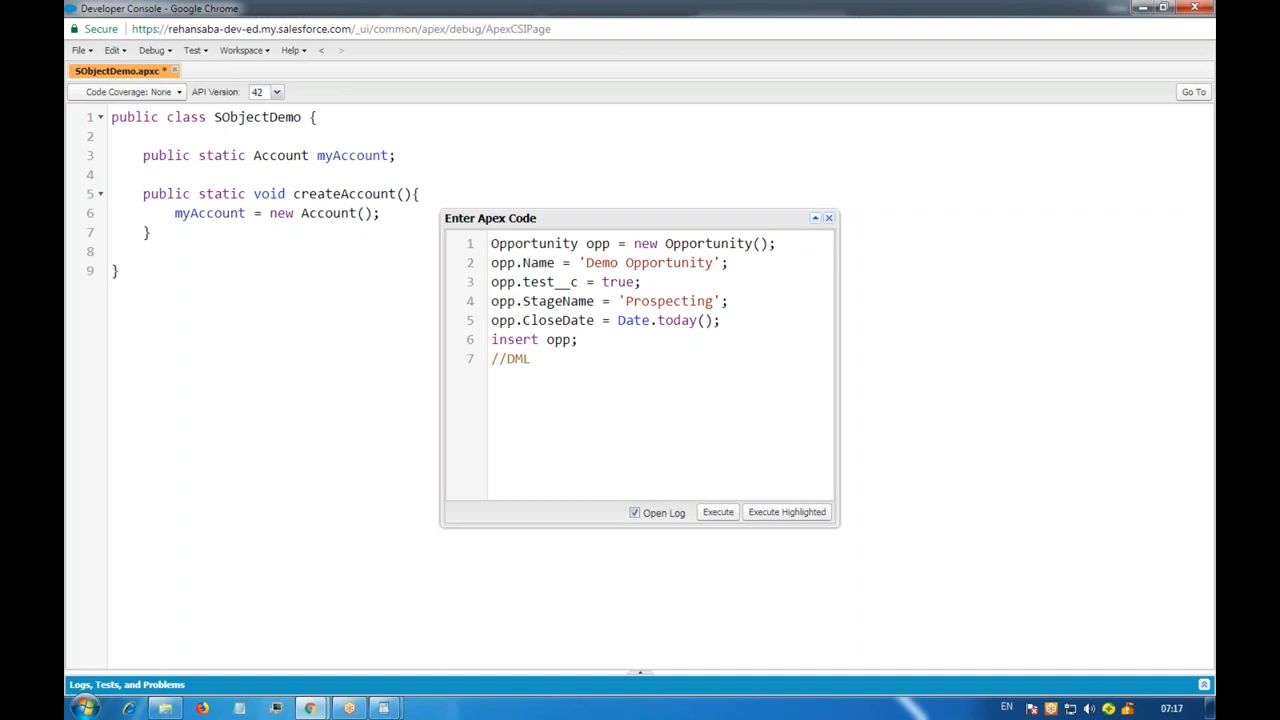 Developer Console - Google Chrome
Secure https://rehansaba-dev-ed.my.salesforce.com/_ui/common/apex/debug/ApexCSIPage
File Edit Debug Test Workspace Help < >
SObjectDemo.apxc *
Code Coverage: None API Version: 42 Go To
1 public class SObjectDemo {
2
3 public static Account myAccount;
4
5 public static void createAccount(){
6 myAccount = new Account();
7 }
8
9 }
Enter Apex Code
1 Opportunity opp = new Opportunity();
2 opp.Name = 'Demo Opportunity';
3 opp.test__c = true;
4 opp.StageName = 'Prospecting';
5 opp.CloseDate = Date.today();
6 insert opp;
7 //DML
Open Log Execute Execute Highlighted
Logs, Tests, and Problems
EN 07:17